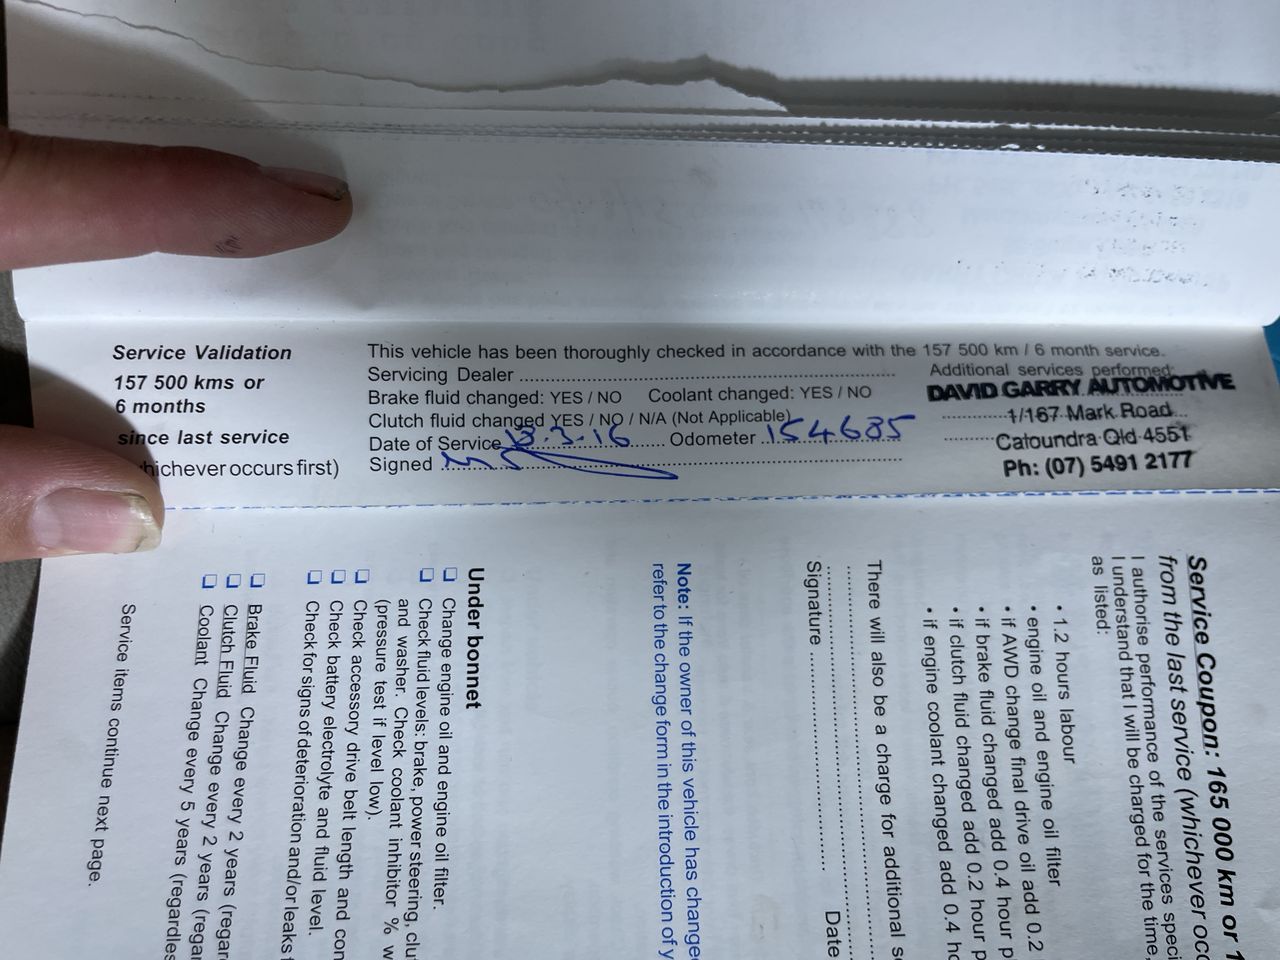 Service Validation
157 500 kms or
6 months
since last service
hichever occurs first)
This vehicle has been thoroughly checked in accordance with the 157 500 km / 6 month service.
Servicing Dealer
Brake fluid changed: YES / NO Coolant changed: YES / NO
Clutch fluid changed YES / NO / N/A (Not Applicable)
Date of Service 18.3.16 Odometer 154685
Signed
Additional services performed:
DAVID GARRY AUTOMOTIVE
1/167 Mark Road
Caloundra Qld 4551
Ph: (07) 5491 2177
Service Coupon: 165 000 km or 1
from the last service (whichever occ
I authorise performance of the services speci
I understand that I will be charged for the time,
as listed:
• 1.2 hours labour
• engine oil and engine oil filter
• if AWD change final drive oil add 0.2
• if brake fluid changed add 0.4 hour p
• if clutch fluid changed add 0.2 hour p
• if engine coolant changed add 0.4 ho
There will also be a charge for additional s
Signature Date
Note: If the owner of this vehicle has change
refer to the change form in the introduction of y
Under bonnet
Change engine oil and engine oil filter.
Check fluid levels: brake, power steering, clu
and washer. Check coolant inhibitor % w
(pressure test if level low).
Check accessory drive belt length and con
Check battery electrolyte and fluid level.
Check for signs of deterioration and/or leaks
Brake Fluid Change every 2 years (regar
Clutch Fluid Change every 2 years (regar
Coolant Change every 5 years (regardles
Service items continue next page.